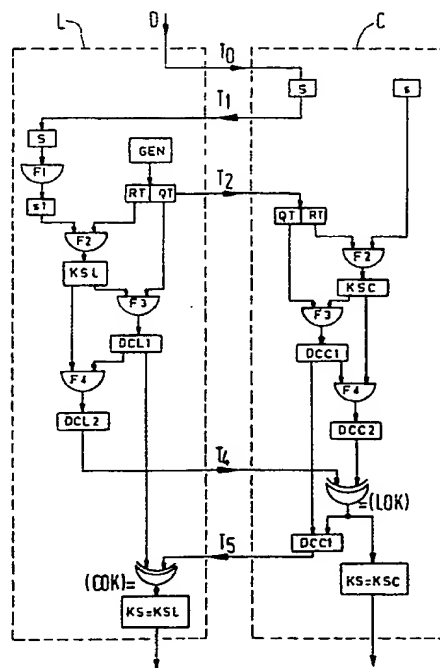 L
D
C
T0
S
s
T1
S
GEN
F1
RT QT
T2
s1
QT RT
F2
F2
KSL
KSC
F3
F3
DCL1
DCC1
F4
F4
DCL2
DCC2
T4
=(LOK)
T5
DCC1
(COK)=
KS=KSL
KS=KSC